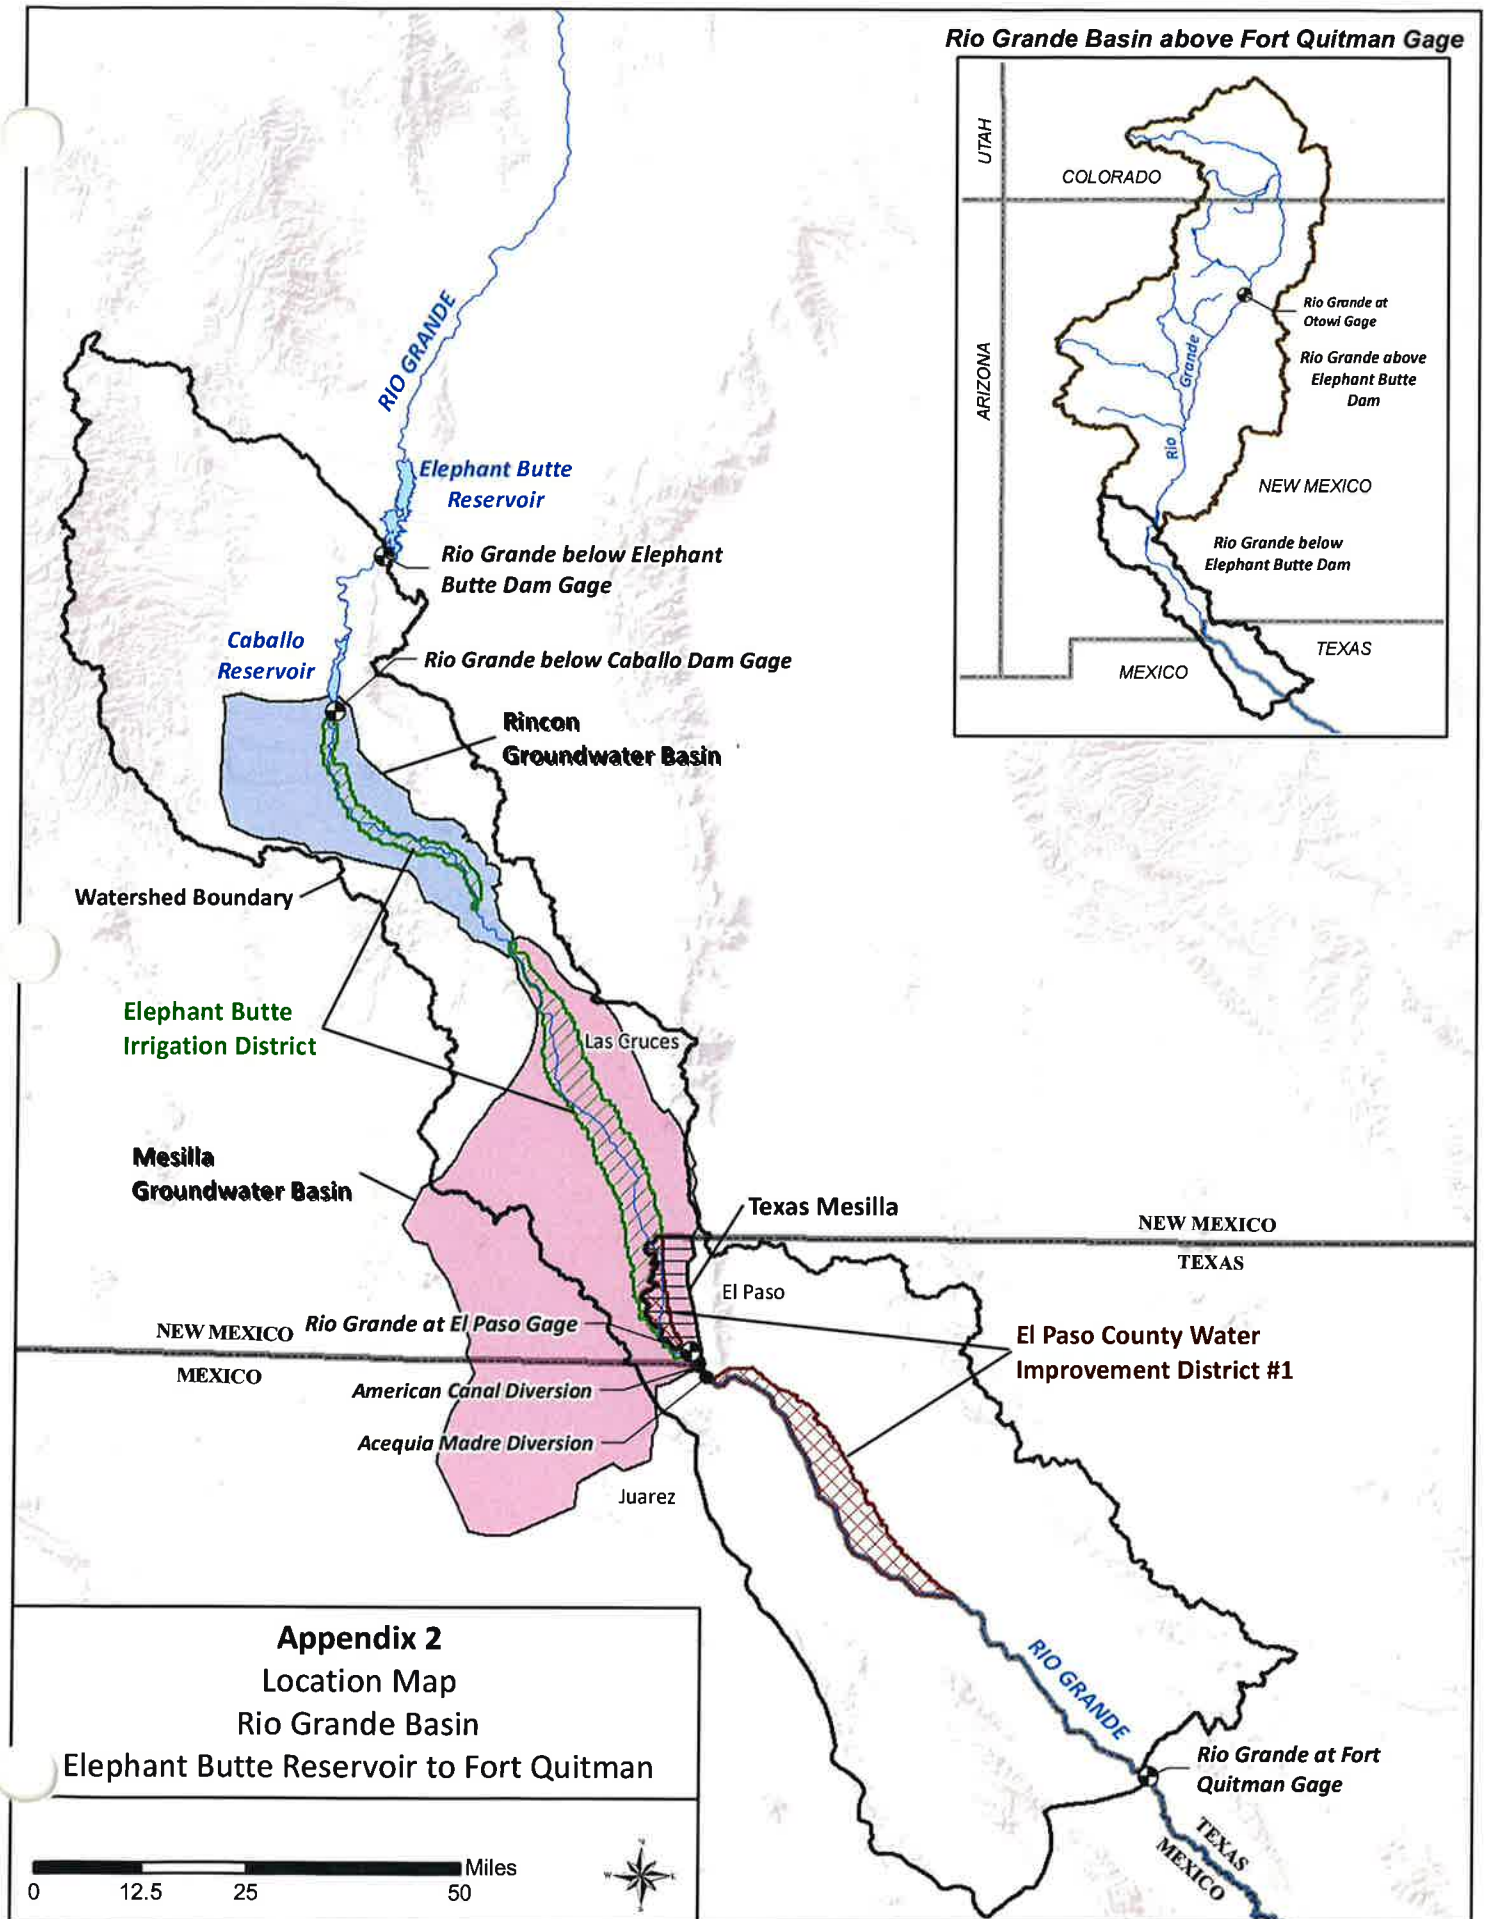 Rio Grande Basin above Fort Quitman Gage
UTAH
COLORADO
ARIZONA
Rio Grande at
Otowi Gage
Rio Grande above
Elephant Butte
Dam
Rio Grande
NEW MEXICO
Rio Grande below
Elephant Butte Dam
TEXAS
MEXICO
RIO GRANDE
Elephant Butte
Reservoir
Rio Grande below Elephant
Butte Dam Gage
Caballo
Reservoir
Rio Grande below Caballo Dam Gage
Rincon
Groundwater Basin
Watershed Boundary
Elephant Butte
Irrigation District
Las Cruces
Mesilla
Groundwater Basin
Texas Mesilla
NEW MEXICO
TEXAS
El Paso
NEW MEXICO
MEXICO
Rio Grande at El Paso Gage
El Paso County Water
Improvement District #1
American Canal Diversion
Acequia Madre Diversion
Juarez
RIO GRANDE
Rio Grande at Fort
Quitman Gage
TEXAS
MEXICO
Appendix 2
Location Map
Rio Grande Basin
Elephant Butte Reservoir to Fort Quitman
Miles
0 12.5 25 50
N
W E
S